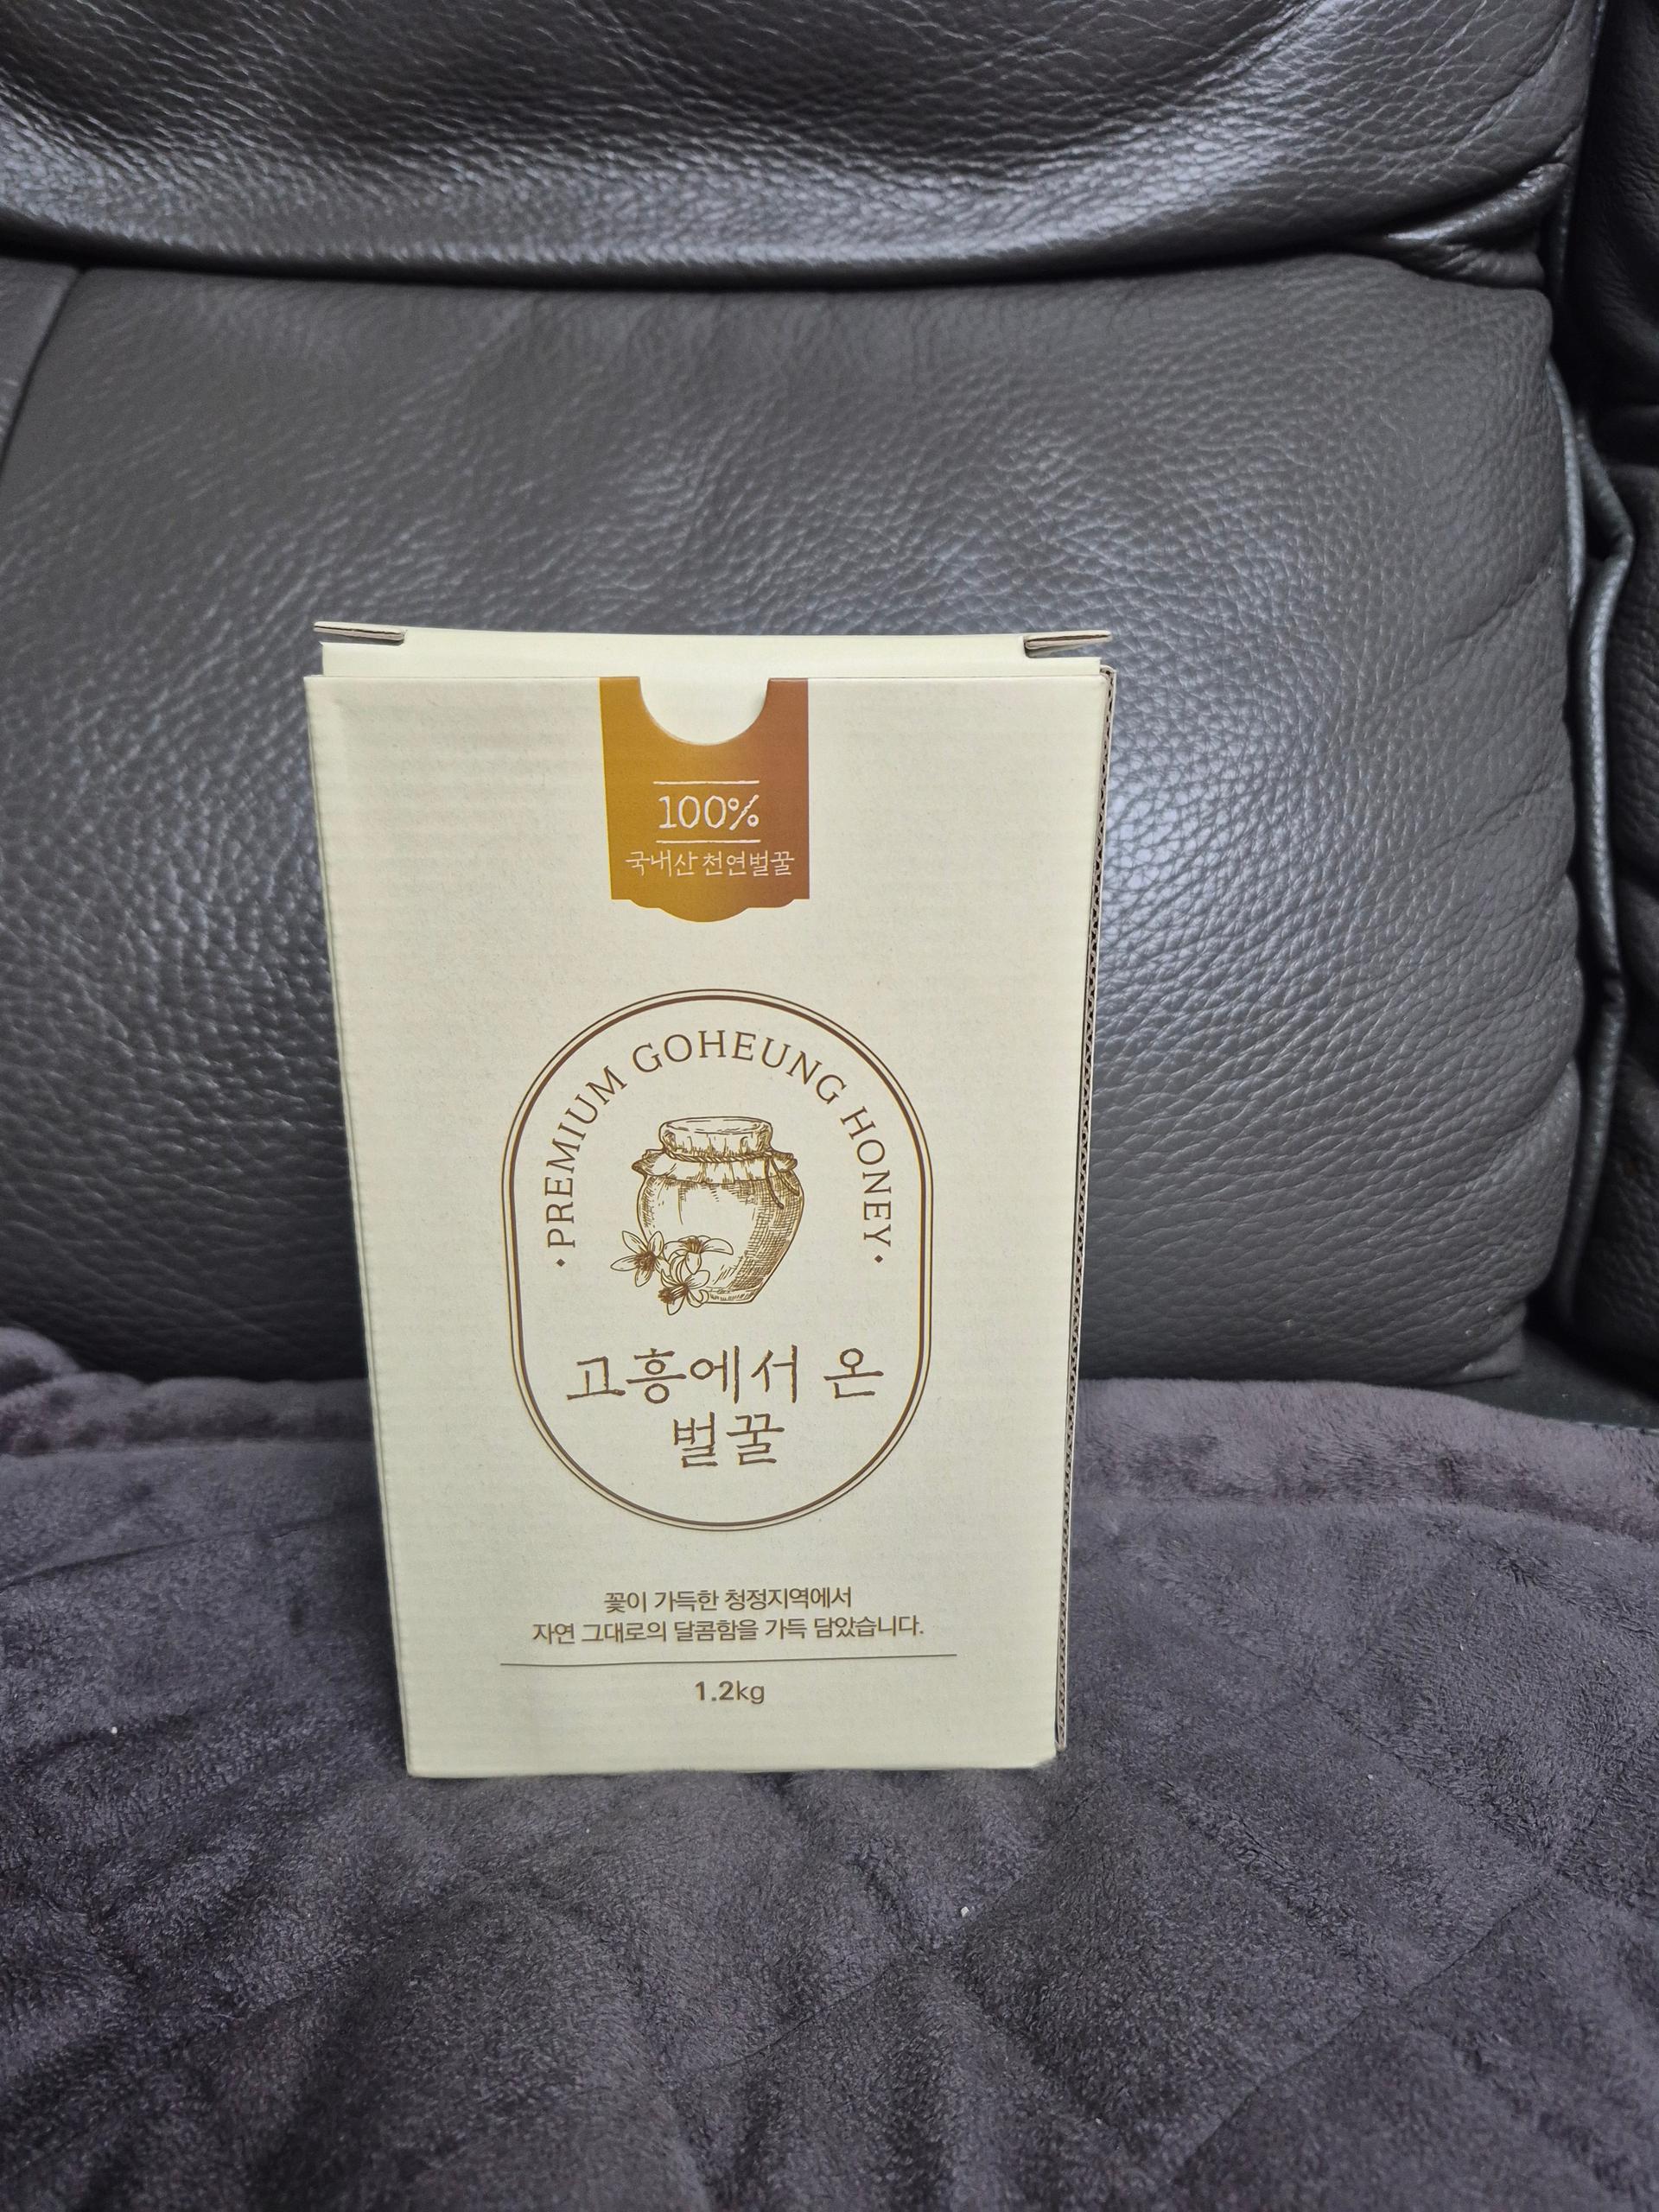 100%
국내산 천연벌꿀
· PREMIUM GOHEUNG HONEY ·
고흥에서 온
벌꿀
꽃이 가득한 청정지역에서
자연 그대로의 달콤함을 가득 담았습니다.
1.2kg